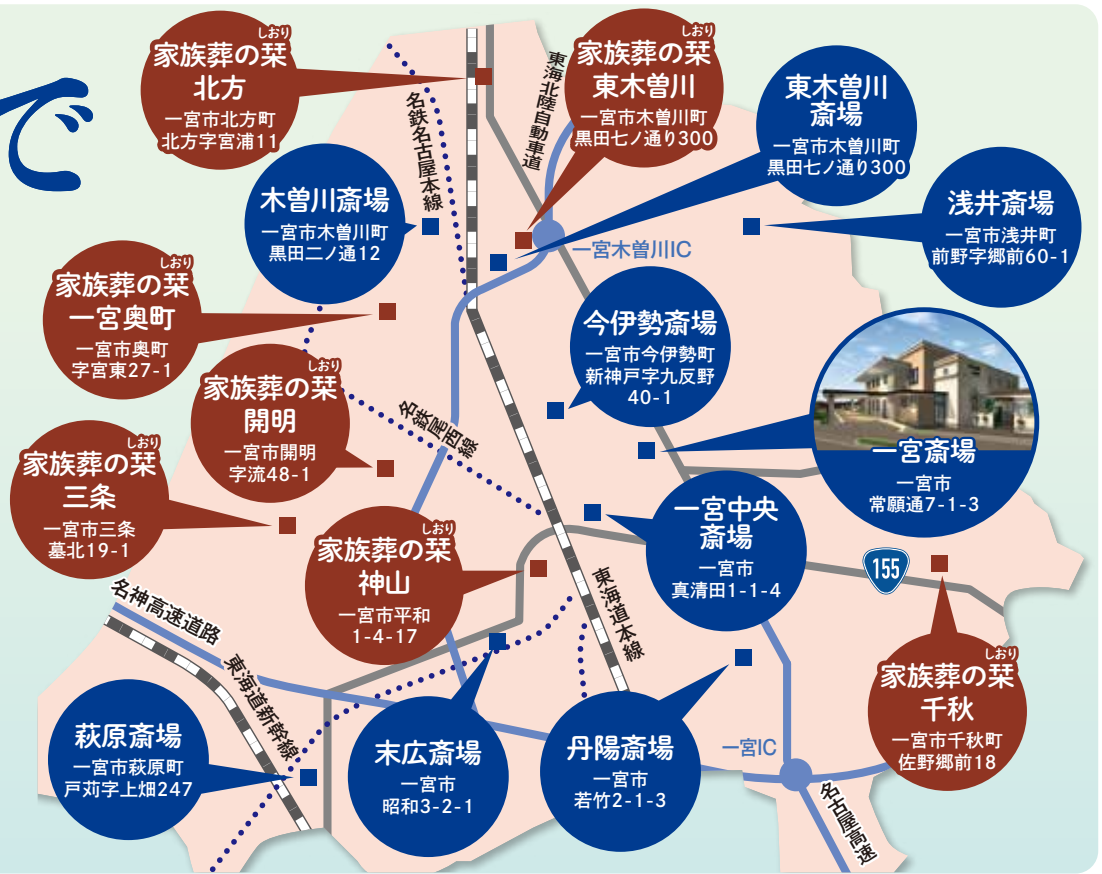 で
しおり
家族葬の栞
北方
一宮市北方町
北方字宮浦11
しおり
家族葬の栞
東木曽川
一宮市木曽川町
黒田七ノ通り300
東木曽川
斎場
一宮市木曽川町
黒田七ノ通り300
木曽川斎場
一宮市木曽川町
黒田二ノ通12
浅井斎場
一宮市浅井町
前野字郷前60-1
名鉄名古屋本線
東海北陸自動車道
一宮木曽川IC
しおり
家族葬の栞
一宮奥町
一宮市奥町
字宮東27-1
今伊勢斎場
一宮市今伊勢町
新神戸字九反野
40-1
しおり
家族葬の栞
開明
一宮市開明
字流48-1
名鉄尾西線
一宮斎場
一宮市
常願通7-1-3
しおり
家族葬の栞
三条
一宮市三条
墓北19-1
しおり
家族葬の栞
神山
一宮市平和
1-4-17
一宮中央
斎場
一宮市
真清田1-1-4
155
名神高速道路
東海道新幹線
東海道本線
しおり
家族葬の栞
千秋
一宮市千秋町
佐野郷前18
萩原斎場
一宮市萩原町
戸苅字上畑247
末広斎場
一宮市
昭和3-2-1
丹陽斎場
一宮市
若竹2-1-3
一宮IC
名古屋高速